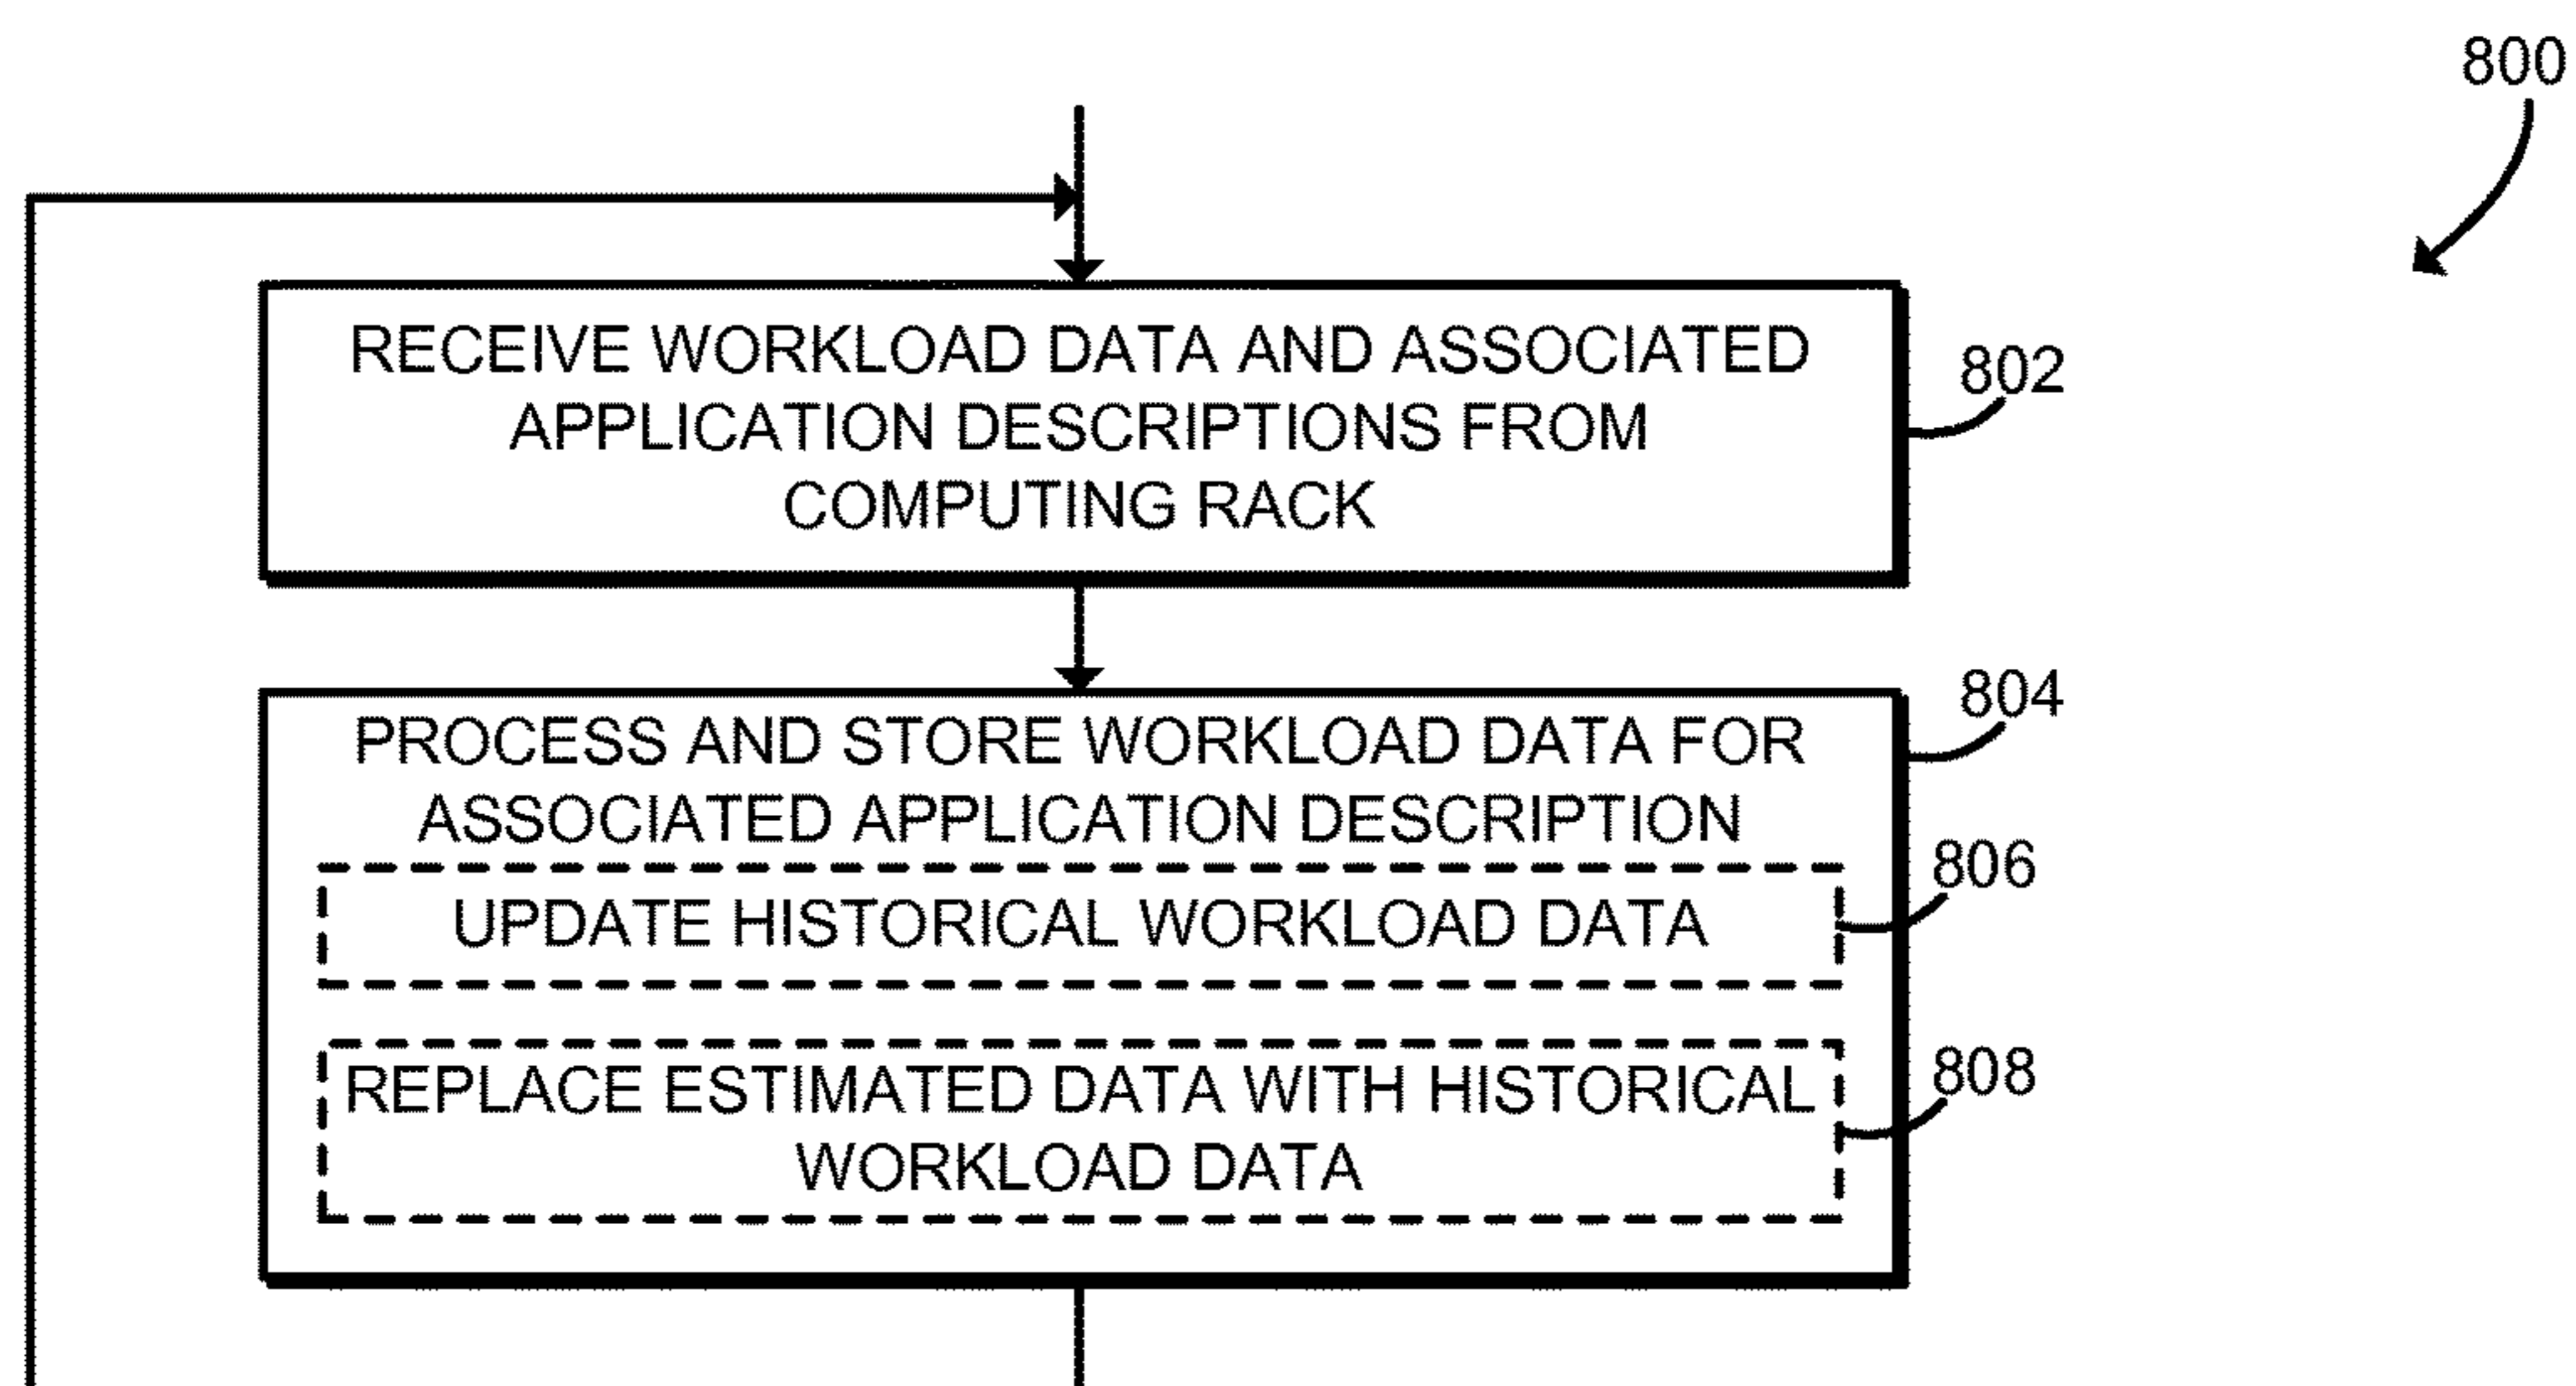 800
RECEIVE WORKLOAD DATA AND ASSOCIATED
APPLICATION DESCRIPTIONS FROM
COMPUTING RACK
802
804
PROCESS AND STORE WORKLOAD DATA FOR
ASSOCIATED APPLICATION DESCRIPTION
806
UPDATE HISTORICAL WORKLOAD DATA
808
REPLACE ESTIMATED DATA WITH HISTORICAL
WORKLOAD DATA